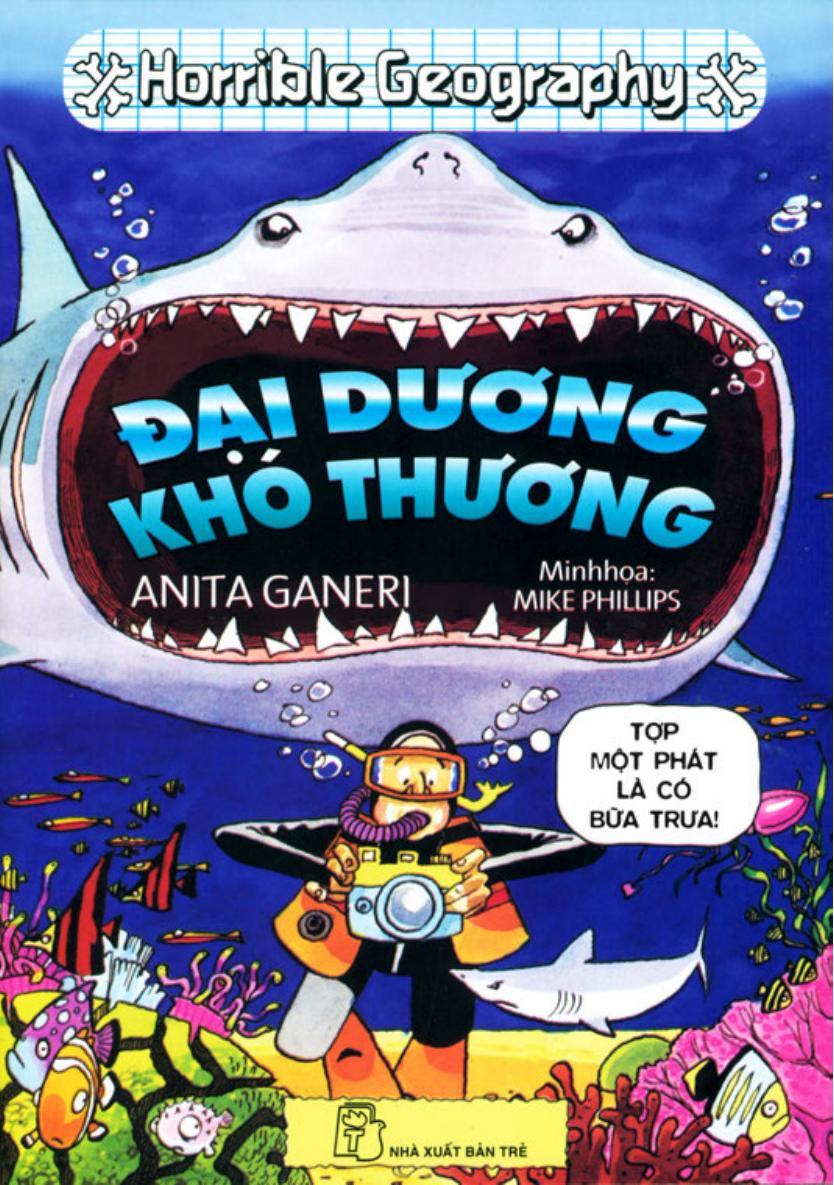 Horrible Geography
ĐẠI DƯƠNG
KHÓ THƯƠNG
ANITA GANERI
Minhhọa:
MIKE PHILLIPS
TỢP
MỘT PHÁT
LÀ CÓ
BỮA TRƯA!
T
NHÀ XUẤT BẢN TRẺ